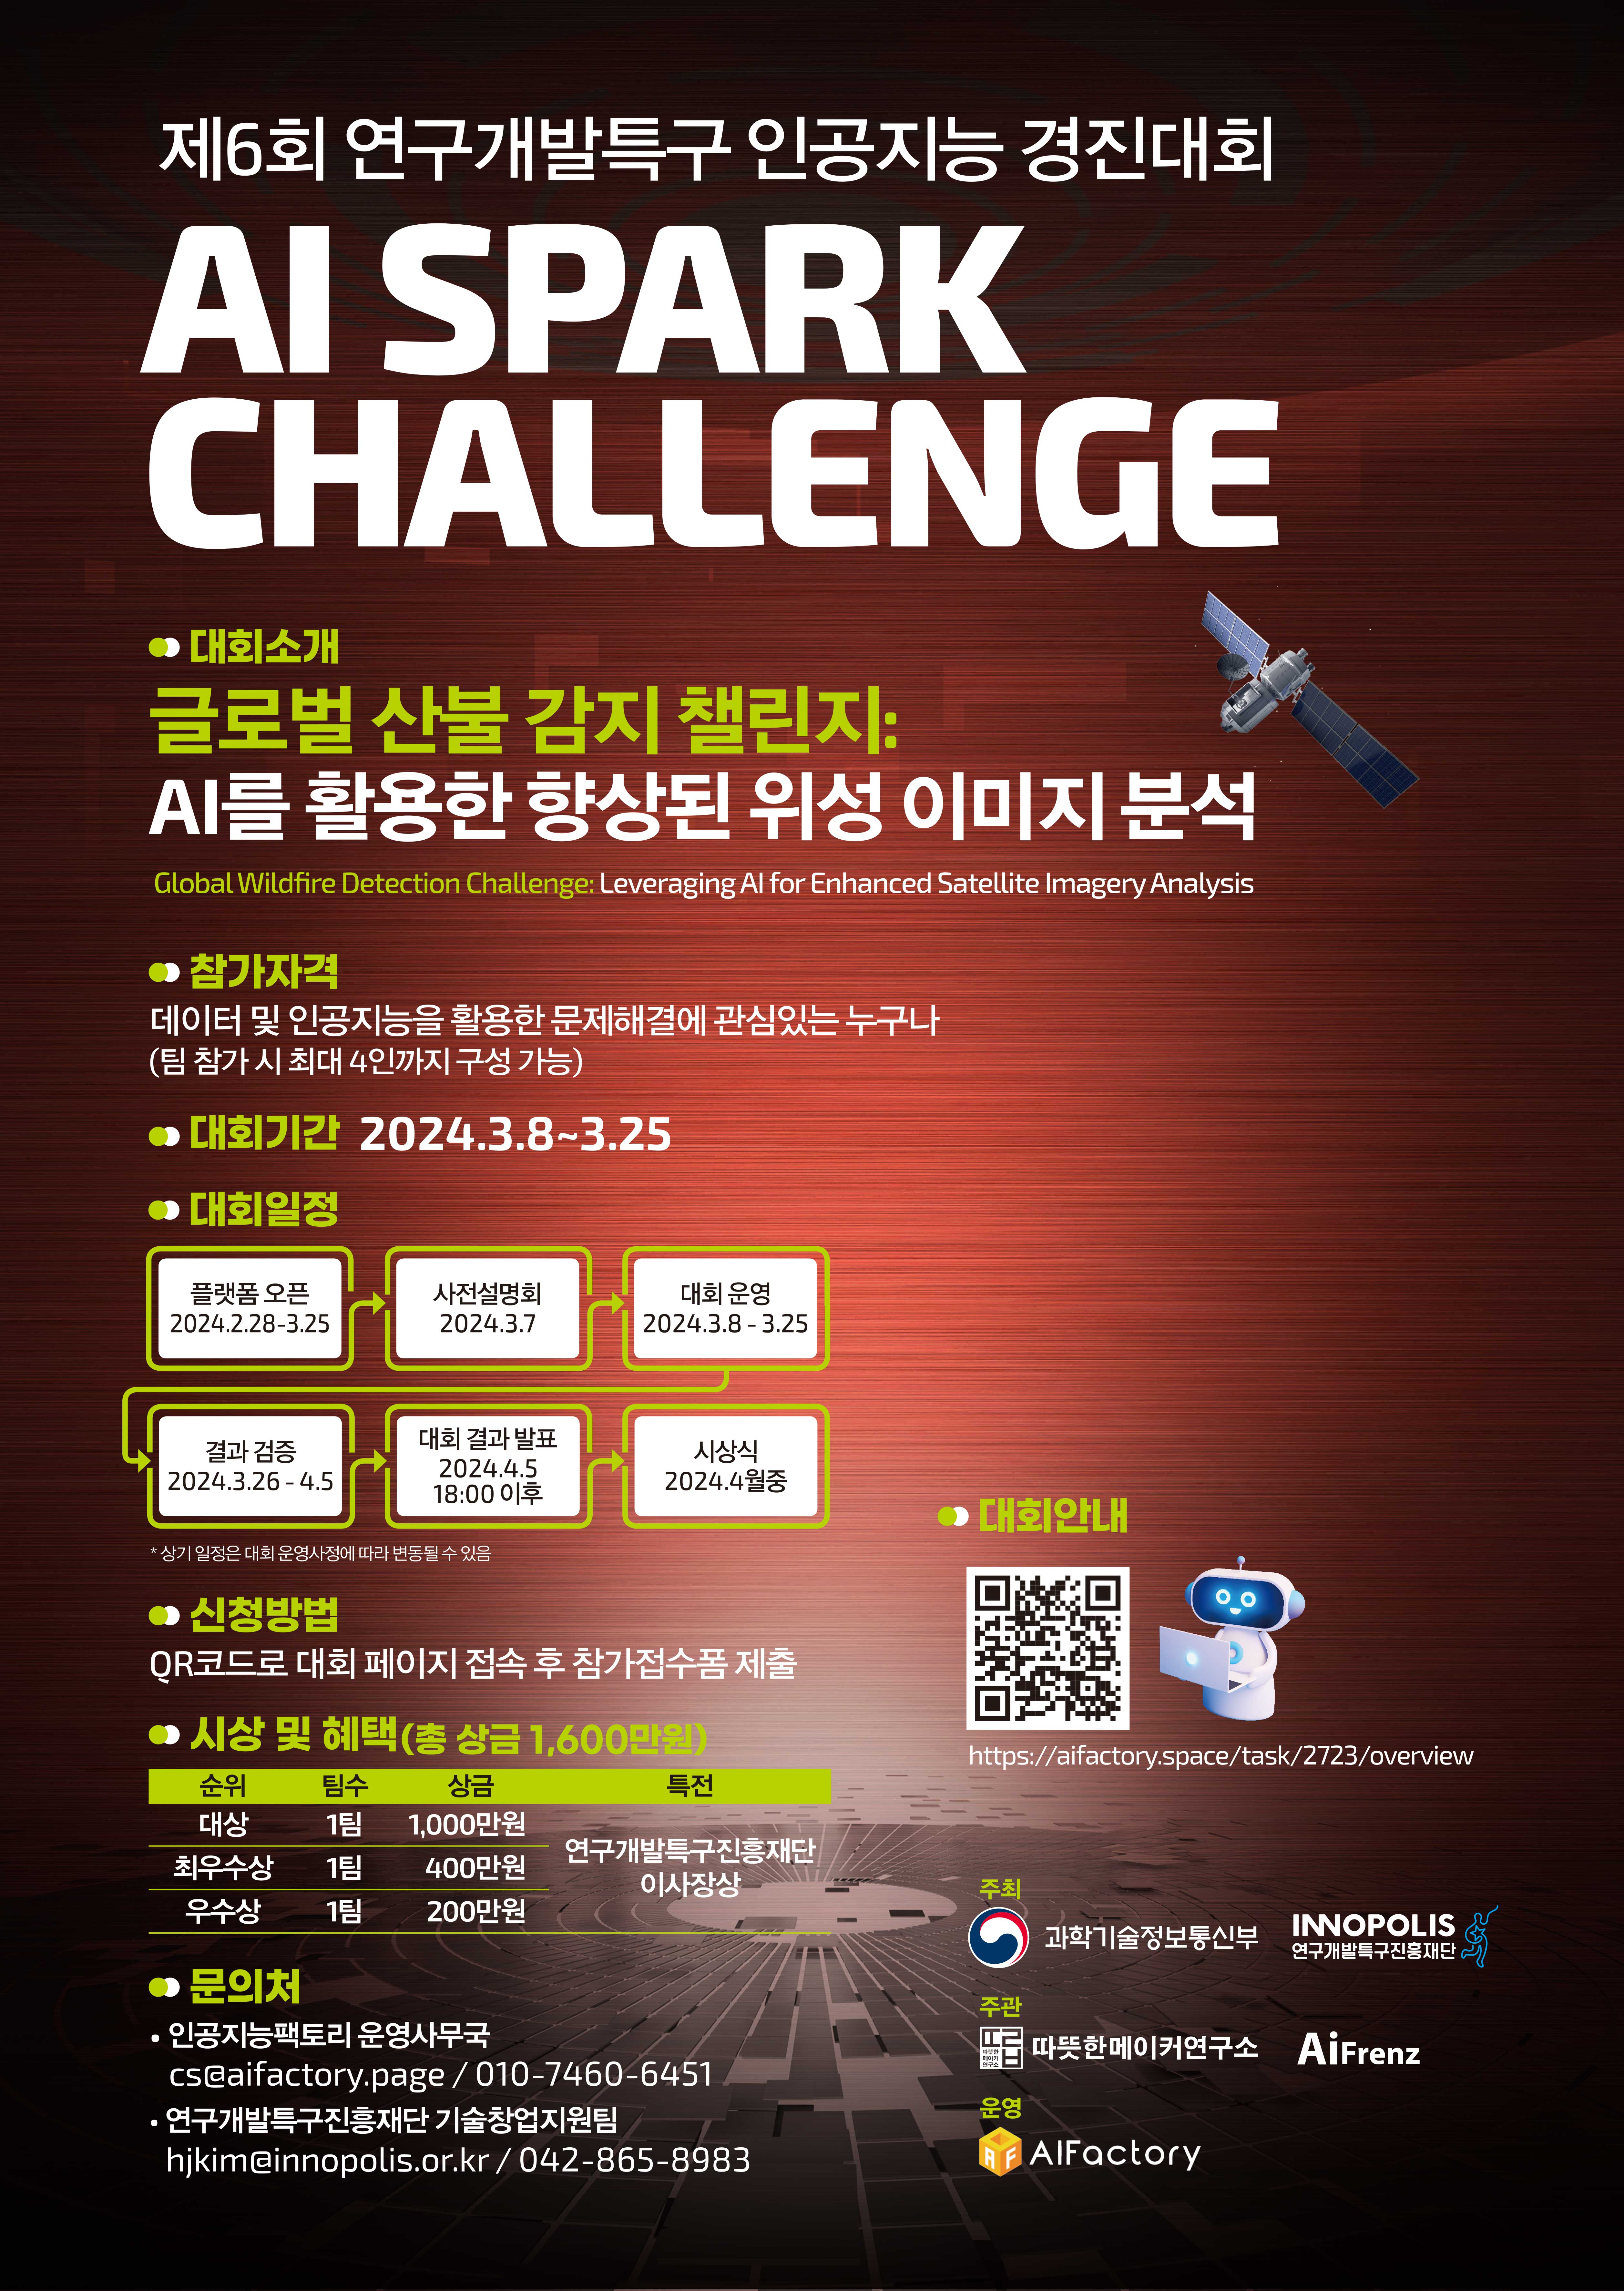 제6회 연구개발특구 인공지능 경진대회
AI SPARK
CHALLENGE
대회소개
글로벌 산불 감지 챌린지:
AI를 활용한 향상된 위성 이미지 분석
Global Wildfire Detection Challenge: Leveraging AI for Enhanced Satellite Imagery Analysis
참가자격
데이터 및 인공지능을 활용한 문제해결에 관심있는 누구나
(팀 참가 시 최대 4인까지 구성 가능)
대회기간 2024.3.8~3.25
대회일정
플랫폼 오픈
2024.2.28-3.25
사전설명회
2024.3.7
대회 운영
2024.3.8 - 3.25
결과 검증
2024.3.26 - 4.5
대회 결과 발표
2024.4.5
18:00 이후
시상식
2024.4월중
* 상기 일정은 대회 운영사정에 따라 변동될 수 있음
신청방법
QR코드로 대회 페이지 접속 후 참가접수폼 제출
시상 및 혜택(총 상금 1,600만원)
순위 팀수 상금 특전
대상 1팀 1,000만원
최우수상 1팀 400만원
우수상 1팀 200만원
연구개발특구진흥재단
이사장상
문의처
• 인공지능팩토리 운영사무국
cs@aifactory.page / 010-7460-6451
• 연구개발특구진흥재단 기술창업지원팀
hjkim@innopolis.or.kr / 042-865-8983
대회안내
https://aifactory.space/task/2723/overview
주최
과학기술정보통신부
INNOPOLIS
연구개발특구진흥재단
주관
따뜻한
메이커
연구소
따뜻한메이커연구소
AiFrenz
운영
AF
AIFactory